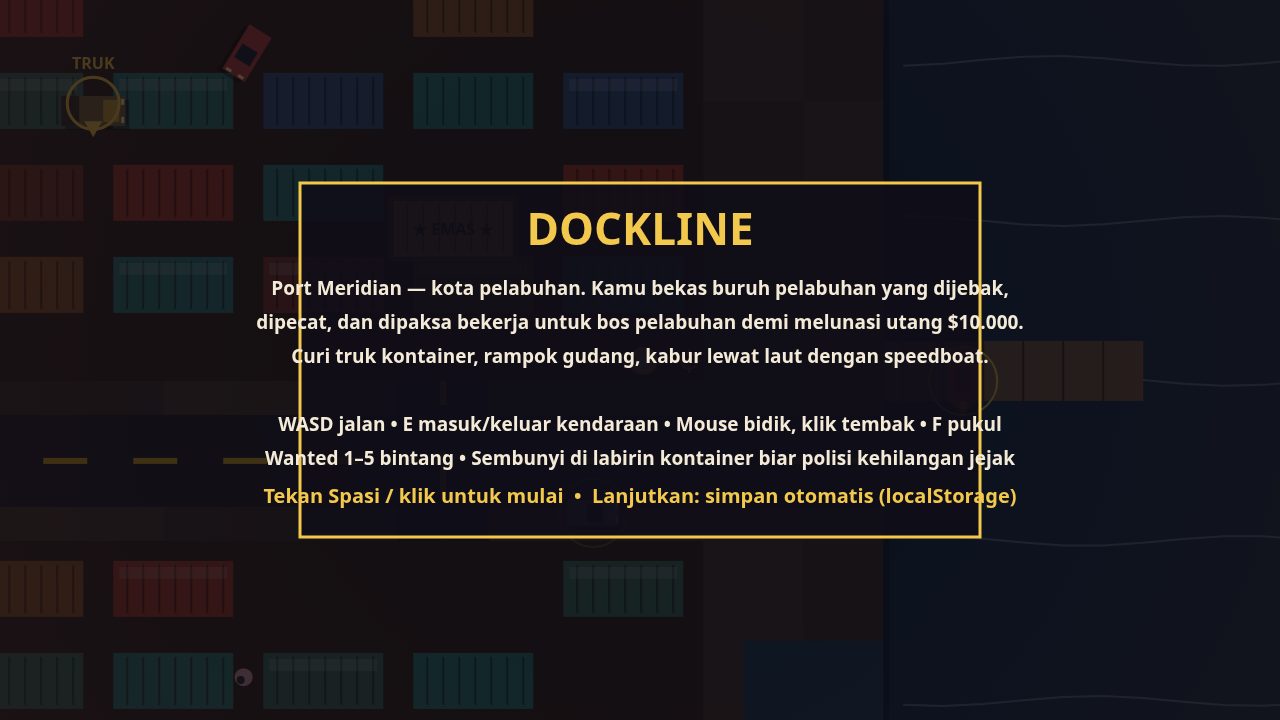 TRUK
★ EMAS ★
DOCKLINE
Port Meridian — kota pelabuhan. Kamu bekas buruh pelabuhan yang dijebak,
dipecat, dan dipaksa bekerja untuk bos pelabuhan demi melunasi utang $10.000.
Curi truk kontainer, rampok gudang, kabur lewat laut dengan speedboat.
WASD jalan • E masuk/keluar kendaraan • Mouse bidik, klik tembak • F pukul
Wanted 1–5 bintang • Sembunyi di labirin kontainer biar polisi kehilangan jejak
Tekan Spasi / klik untuk mulai • Lanjutkan: simpan otomatis (localStorage)